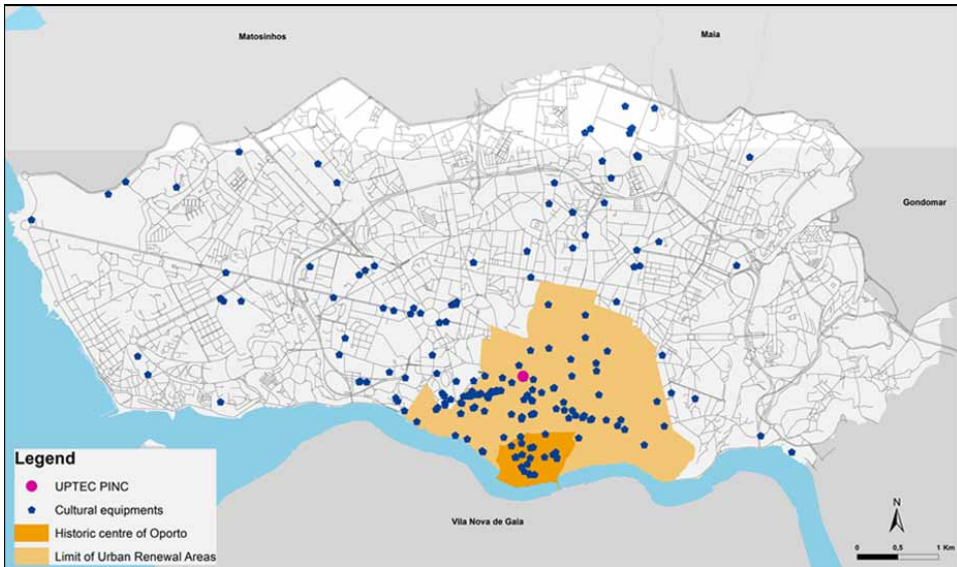 Matosinhos
Maia
Gondomar
Legend
UPTEC PINC
Cultural equipments
Historic centre of Oporto
Limit of Urban Renewal Areas
Vila Nova de Gaia
N
0 0,5 1 Km